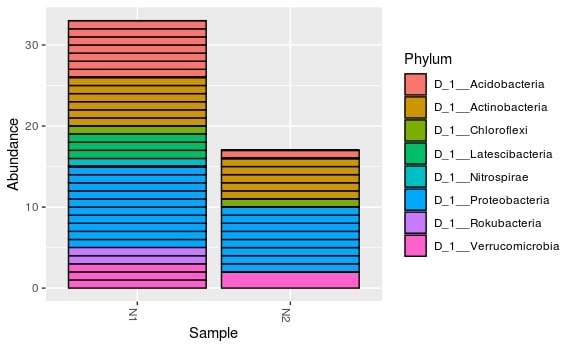 Abundance
30
20
10
0
N1
N2
Sample
Phylum
D_1__Acidobacteria
D_1__Actinobacteria
D_1__Chloroflexi
D_1__Latescibacteria
D_1__Nitrospirae
D_1__Proteobacteria
D_1__Rokubacteria
D_1__Verrucomicrobia